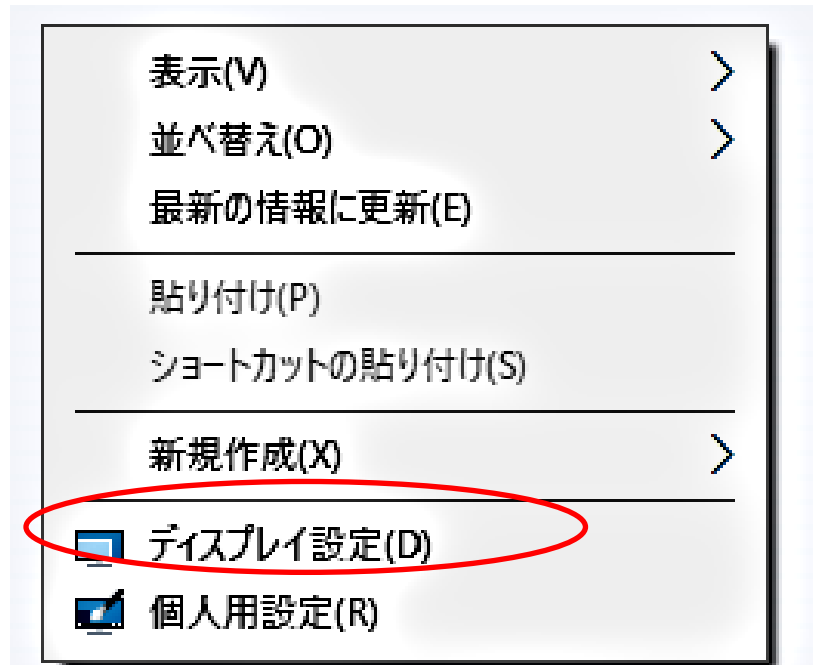 表示(V)
並べ替え(O)
最新の情報に更新(E)
貼り付け(P)
ショートカットの貼り付け(S)
新規作成(X)
ディスプレイ設定(D)
個人用設定(R)